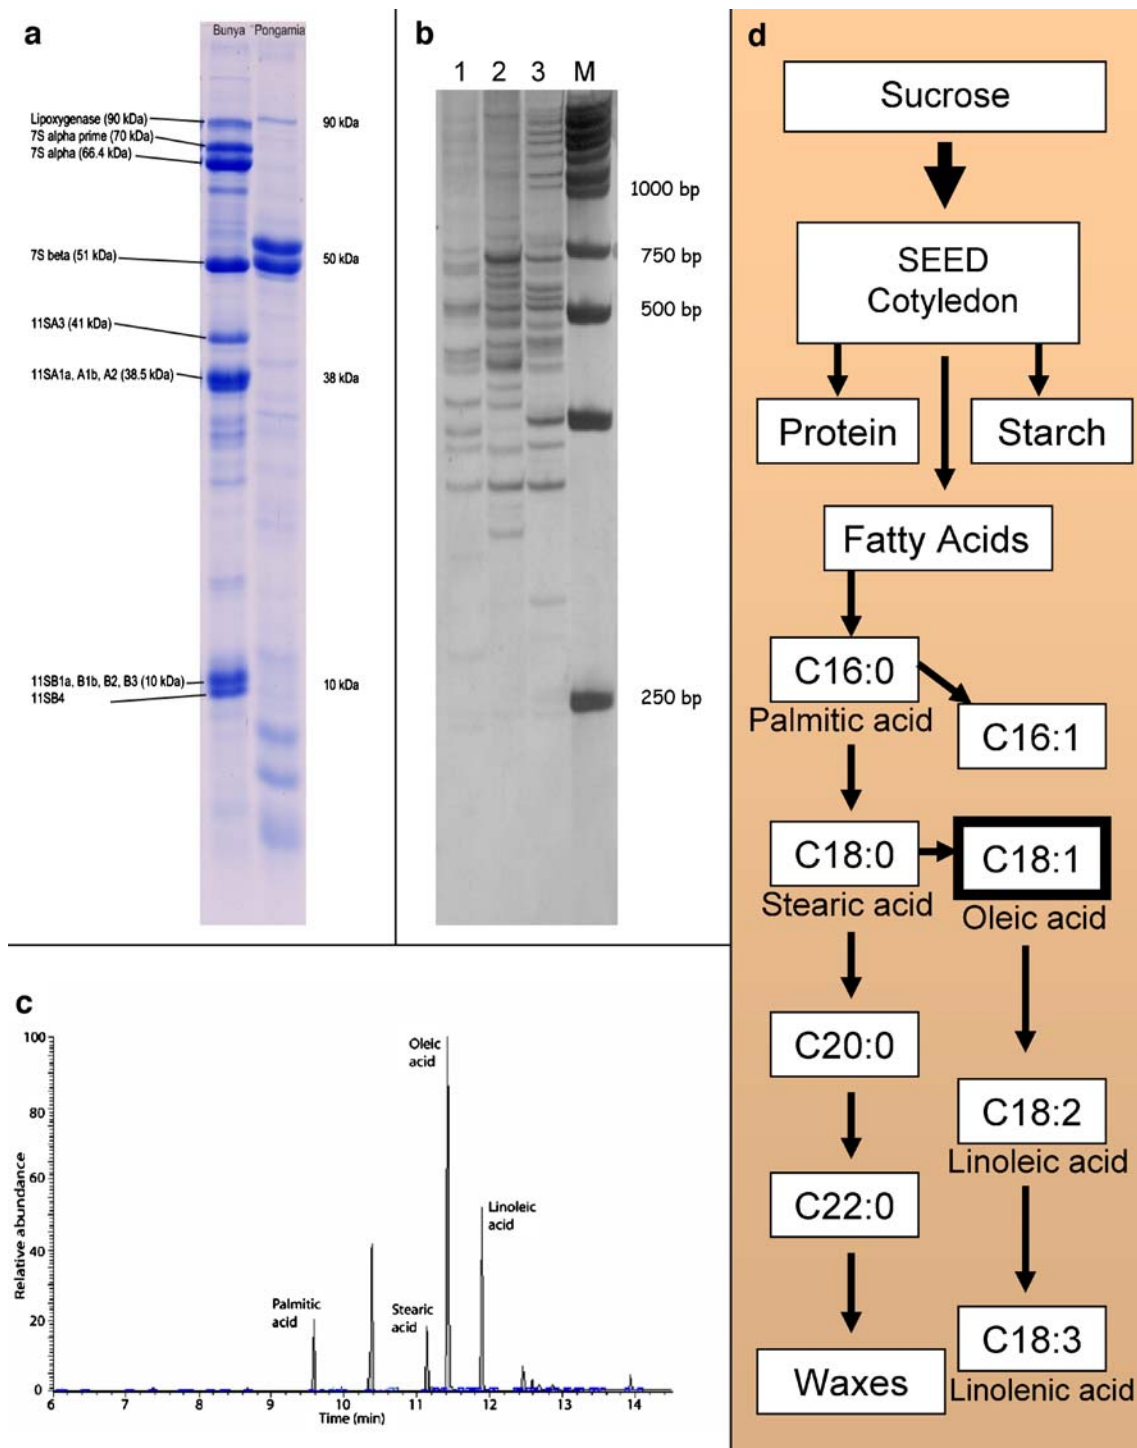 a
Bunya Pongamia
Lipoxygenase (90 kDa)
7S alpha prime (70 kDa)
7S alpha (66.4 kDa)
7S beta (51 kDa)
11SA3 (41 kDa)
11SA1a, A1b, A2 (38.5 kDa)
11SB1a, B1b, B2, B3 (10 kDa)
11SB4
90 kDa
50 kDa
38 kDa
10 kDa
b
1 2 3 M
1000 bp
750 bp
500 bp
250 bp
c
Relative abundance
100
80
60
40
20
0
Palmitic
acid
Stearic
acid
Oleic
acid
Linoleic
acid
6 7 8 9 10 11 12 13 14
Time (min)
d
Sucrose
SEED
Cotyledon
Protein
Starch
Fatty Acids
C16:0
Palmitic acid
C16:1
C18:0
Stearic acid
C18:1
Oleic acid
C20:0
C18:2
Linoleic acid
C22:0
C18:3
Linolenic acid
Waxes